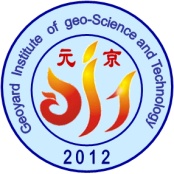 Geoyard Institute of geo-Science and Technology
元 京
2012